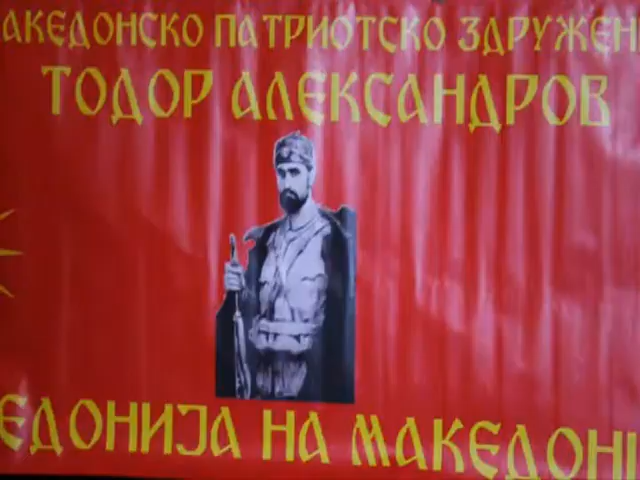 АКЕДОНСКО ПАТРИОТСКО ЗДРУЖЕН
ТОДОР АЛЕКСАНДРОВ
ЕДОНИЈА НА МАКЕДОН